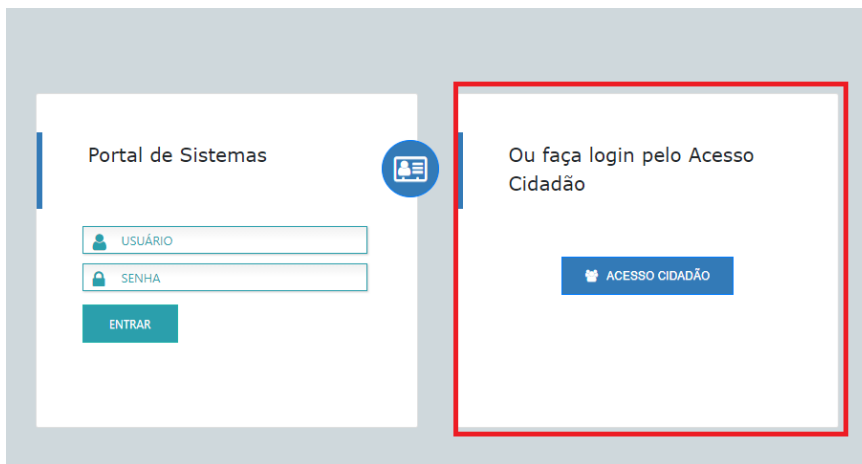 Portal de Sistemas
USUÁRIO
SENHA
ENTRAR
Ou faça login pelo Acesso
Cidadão
ACESSO CIDADÃO